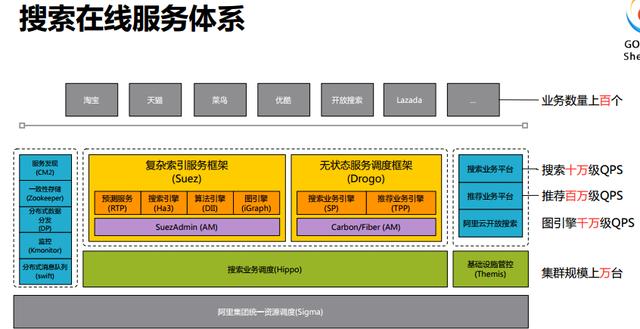 搜索在线服务体系
GO
She
淘宝
天猫
菜鸟
优酷
开放搜索
Lazada
...
业务数量上百个
服务发现
(CM2)
一致性存储
(Zookeeper)
分布式数据
分发
(DP)
监控
(Kmonitor)
分布式消息队列
(swift)
复杂索引服务框架
(Suez)
预测服务
(RTP)
搜索引擎
(Ha3)
算法引擎
(DII)
图引擎
(iGraph)
SuezAdmin (AM)
无状态服务调度框架
(Drogo)
搜索业务引擎
(SP)
推荐业务引擎
(TPP)
Carbon/Fiber (AM)
搜索业务平台
推荐业务平台
阿里云开放搜索
搜索十万级QPS
推荐百万级QPS
图引擎千万级QPS
搜索业务调度(Hippo)
基础设施管控
(Themis)
集群规模上万台
阿里集团统一资源调度(Sigma)